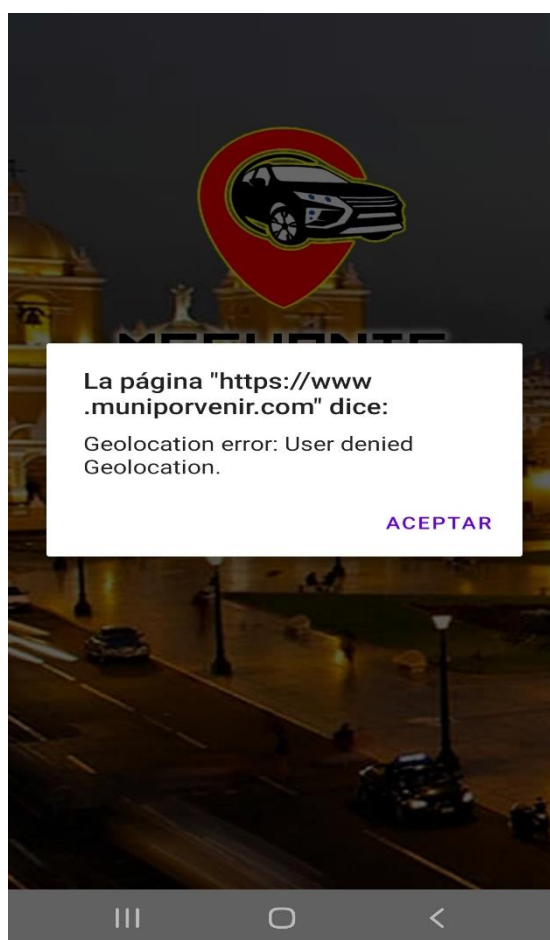 La página "https://www
.muniporvenir.com" dice:
Geolocation error: User denied
Geolocation.
ACEPTAR